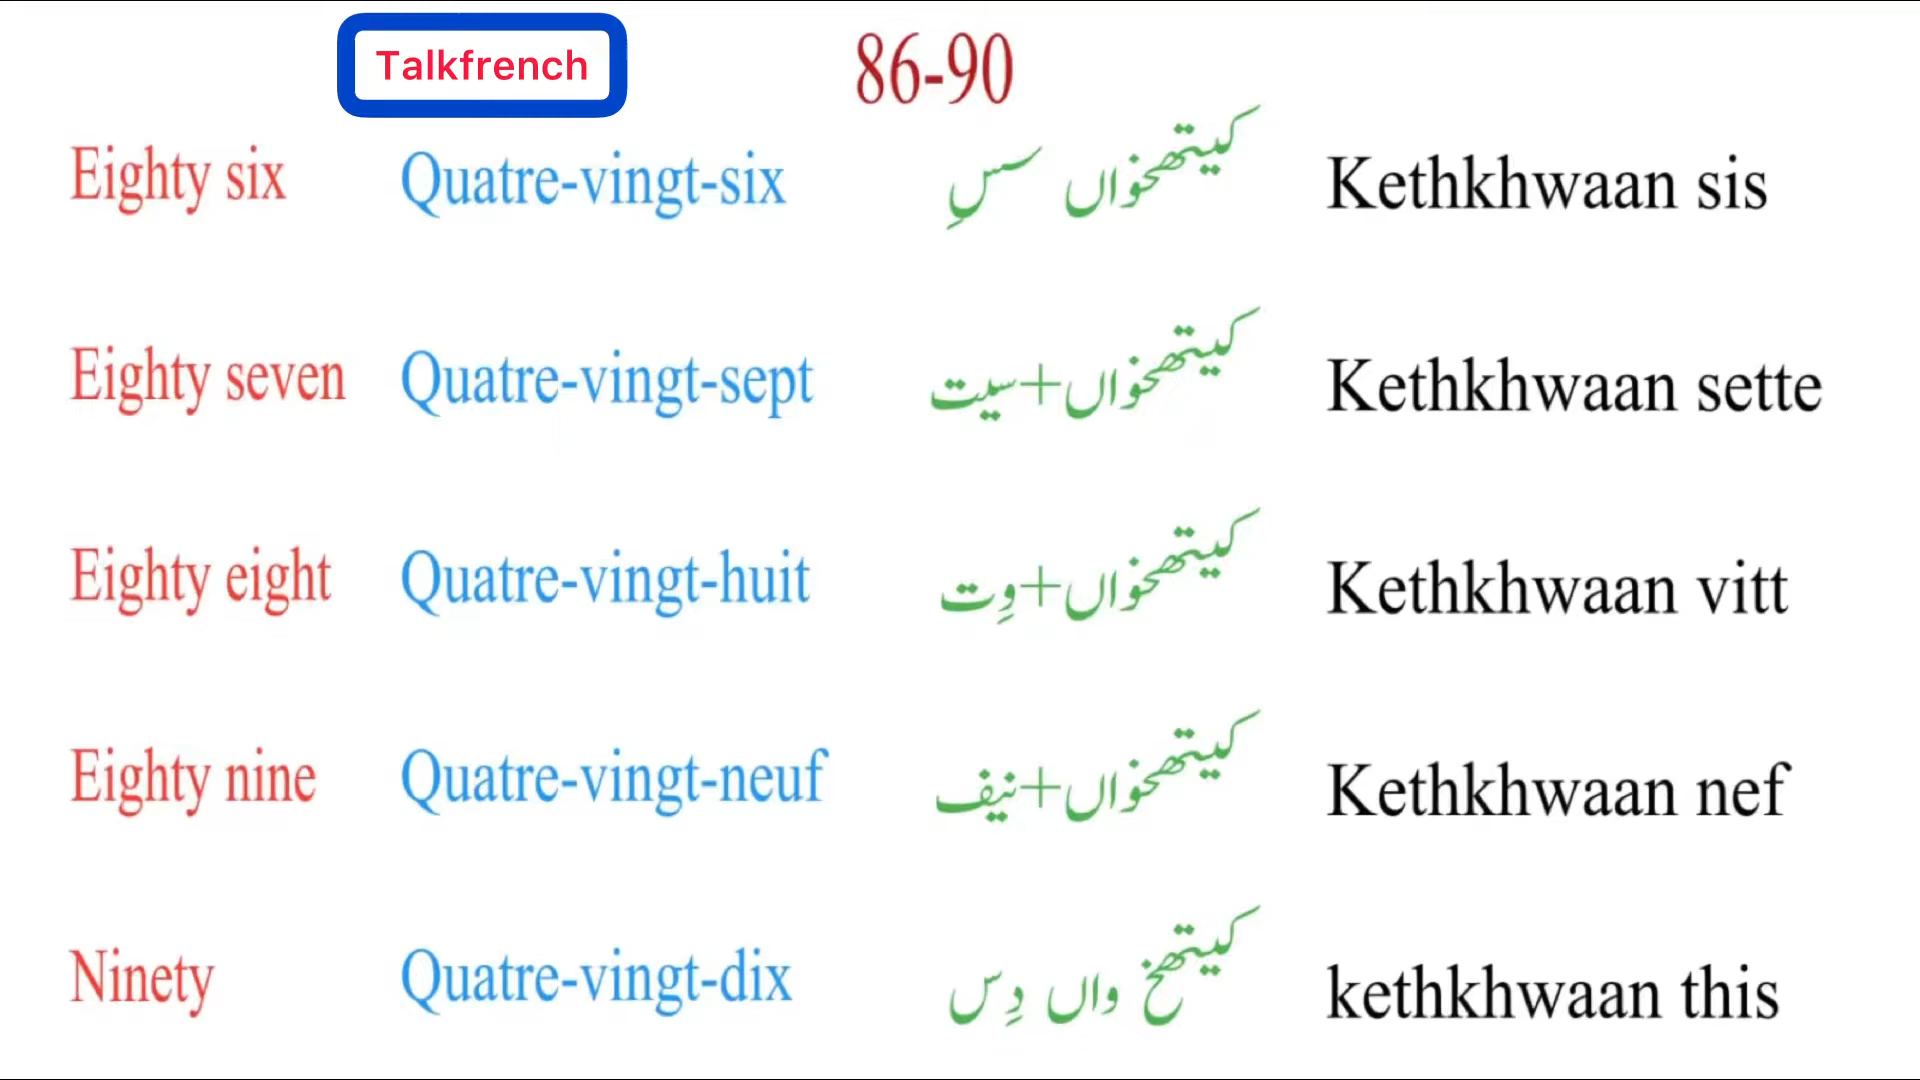 Talkfrench 86-90
Eighty six Quatre-vingt-six کیتھخواں سسِ Kethkhwaan sis
Eighty seven Quatre-vingt-sept کیتھخواں+سیت Kethkhwaan sette
Eighty eight Quatre-vingt-huit کیتھخواں+وِت Kethkhwaan vitt
Eighty nine Quatre-vingt-neuf کیتھخواں+نیف Kethkhwaan nef
Ninety Quatre-vingt-dix کیتھخ واں دِس kethkhwaan this